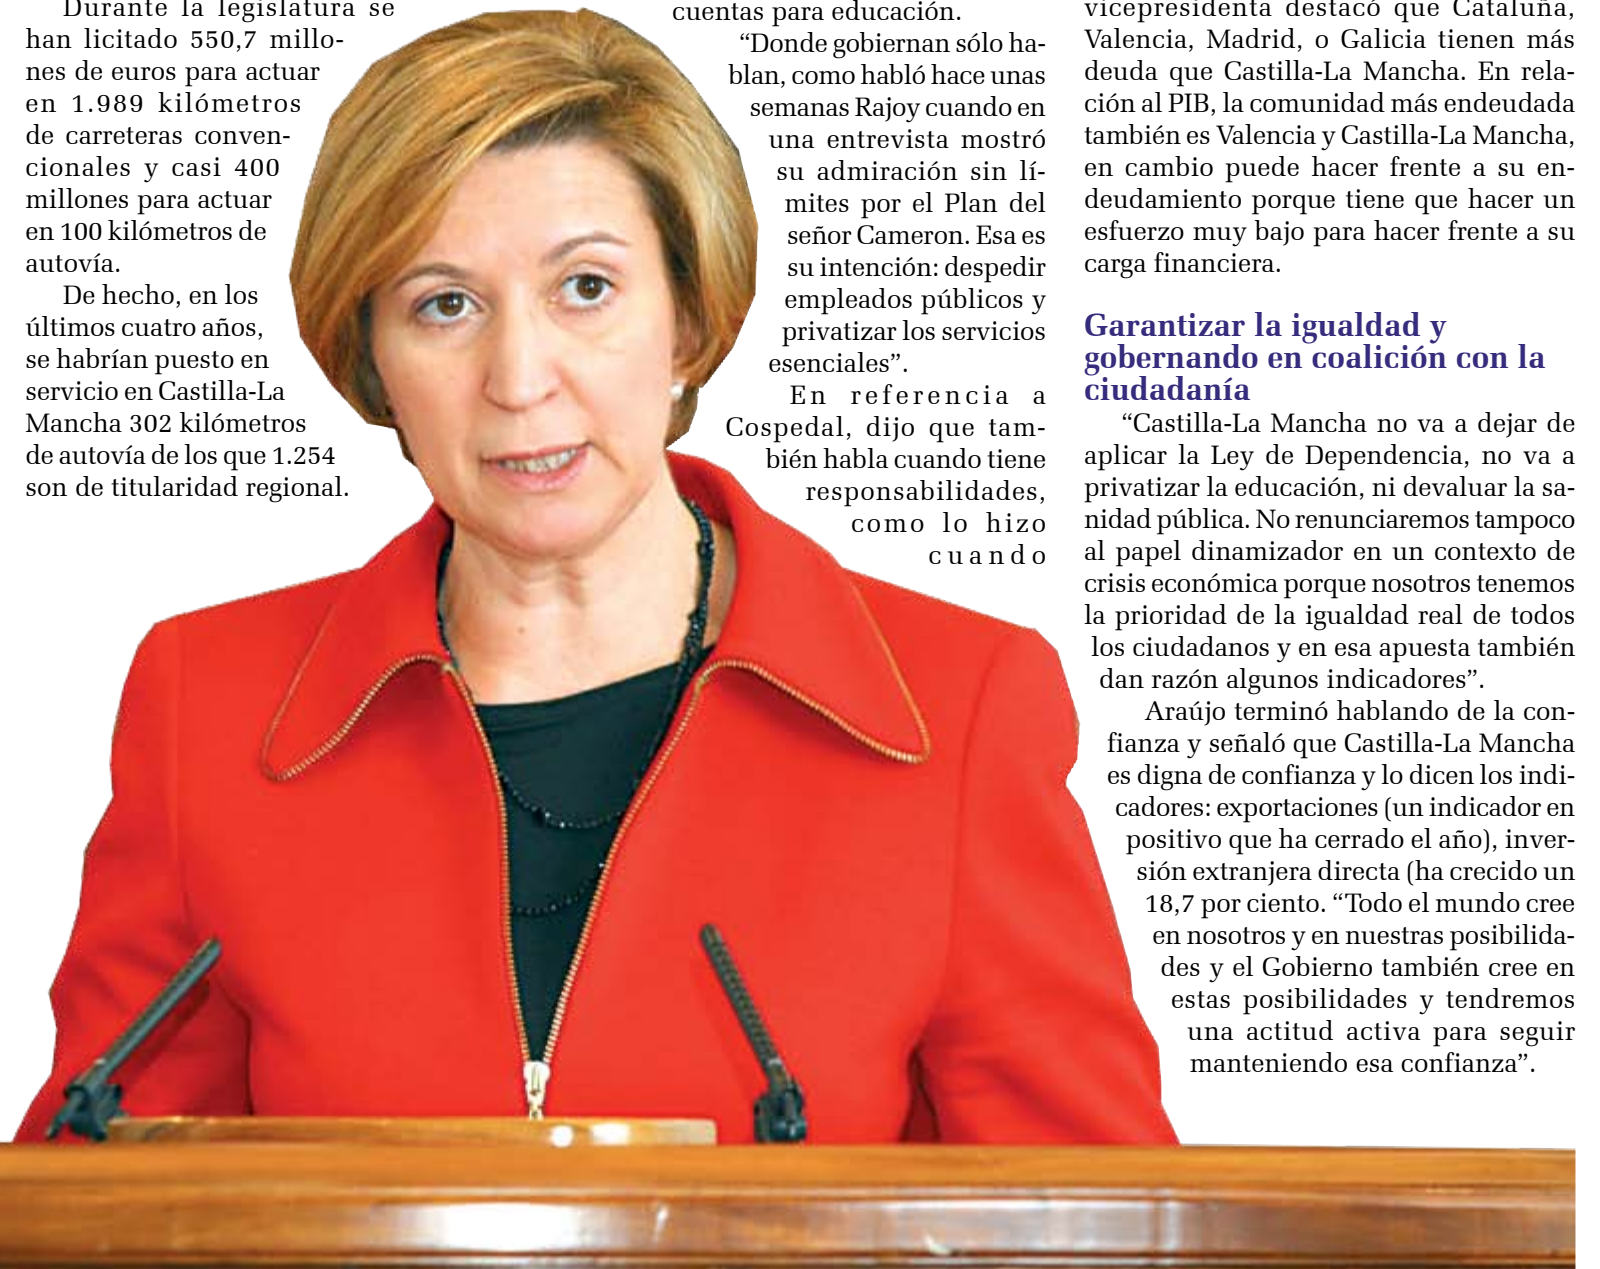 Durante la legislatura se
han licitado 550,7 millo-
nes de euros para actuar
en 1.989 kilómetros
de carreteras conven-
cionales y casi 400
millones para actuar
en 100 kilómetros de
autovía.
De hecho, en los
últimos cuatro años,
se habrían puesto en
servicio en Castilla-La
Mancha 302 kilómetros
de autovía de los que 1.254
son de titularidad regional.
cuentas para educación.
“Donde gobiernan sólo ha-
blan, como habló hace unas
semanas Rajoy cuando en
una entrevista mostró
su admiración sin lí-
mites por el Plan del
señor Cameron. Esa es
su intención: despedir
empleados públicos y
privatizar los servicios
esenciales”.
En referencia a
Cospedal, dijo que tam-
bién habla cuando tiene
responsabilidades,
como lo hizo
cuando
vicepresidenta destacó que Cataluña,
Valencia, Madrid, o Galicia tienen más
deuda que Castilla-La Mancha. En rela-
ción al PIB, la comunidad más endeudada
también es Valencia y Castilla-La Mancha,
en cambio puede hacer frente a su en-
deudamiento porque tiene que hacer un
esfuerzo muy bajo para hacer frente a su
carga financiera.
Garantizar la igualdad y
gobernando en coalición con la
ciudadanía
“Castilla-La Mancha no va a dejar de
aplicar la Ley de Dependencia, no va a
privatizar la educación, ni devaluar la sa-
nidad pública. No renunciaremos tampoco
al papel dinamizador en un contexto de
crisis económica porque nosotros tenemos
la prioridad de la igualdad real de todos
los ciudadanos y en esa apuesta también
dan razón algunos indicadores”.
Araújo terminó hablando de la con-
fianza y señaló que Castilla-La Mancha
es digna de confianza y lo dicen los indi-
cadores: exportaciones (un indicador en
positivo que ha cerrado el año), inver-
sión extranjera directa (ha crecido un
18,7 por ciento. “Todo el mundo cree
en nosotros y en nuestras posibilida-
des y el Gobierno también cree en
estas posibilidades y tendremos
una actitud activa para seguir
manteniendo esa confianza”.